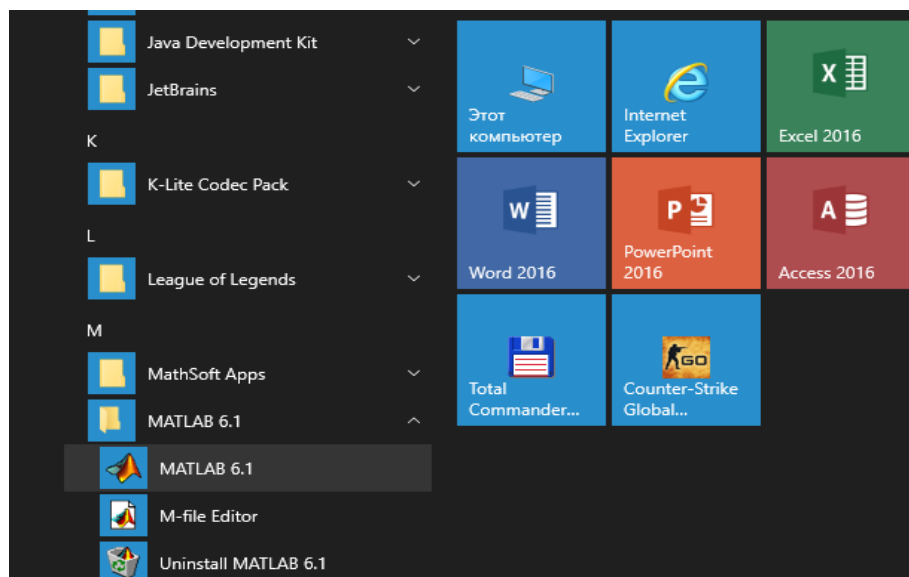 Java Development Kit
JetBrains
K
K-Lite Codec Pack
L
League of Legends
M
MathSoft Apps
MATLAB 6.1
MATLAB 6.1
M-file Editor
Uninstall MATLAB 6.1
Этот
компьютер
Internet
Explorer
X
Excel 2016
W
Word 2016
P
PowerPoint
2016
A
Access 2016
Total
Commander...
GO
Counter-Strike
Global...